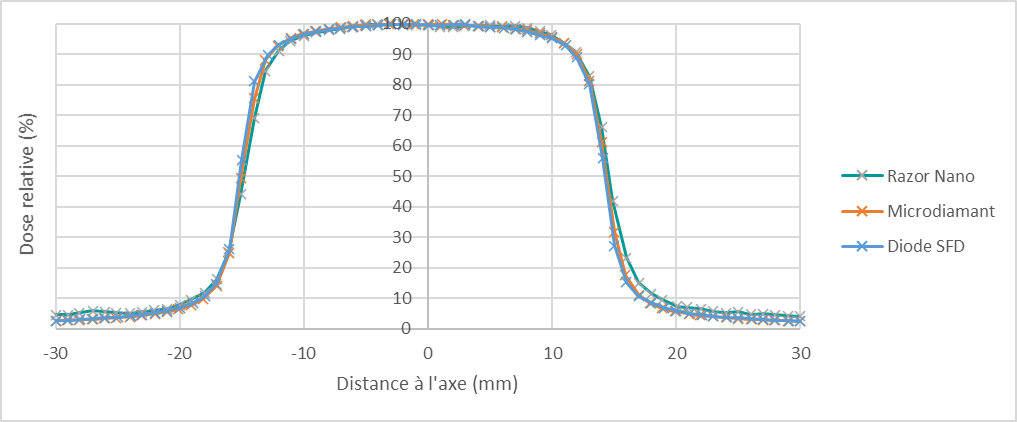 100
90
80
70
60
50
40
30
20
10
0
-30 -20 -10 0 10 20 30
Dose relative (%)
Distance à l'axe (mm)
Razor Nano
Microdiamant
Diode SFD